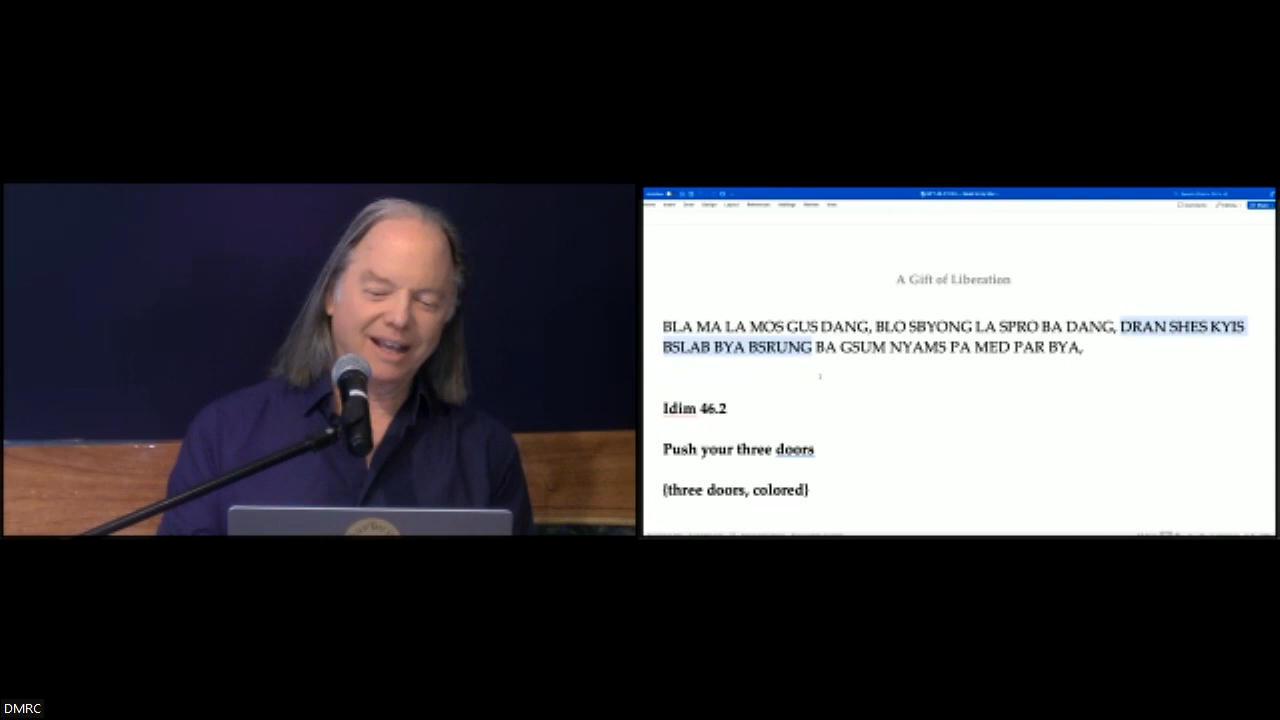 A Gift of Liberation
BLA MA LA MOS GUS DANG, BLO SBYONG LA SPRO BA DANG, DRAN SHES KYIS
BSLAB BYA BSRUNG BA GSUM NYAMS PA MED PAR BYA,
Idim 46.2
Push your three doors
{three doors, colored}
DMRC